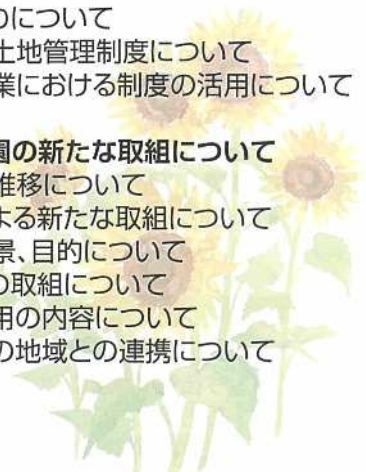 のについて
土地管理制度について
業における制度の活用について
園の新たな取組について
推移について
よる新たな取組について
景、目的について
の取組について
用の内容について
の地域との連携について